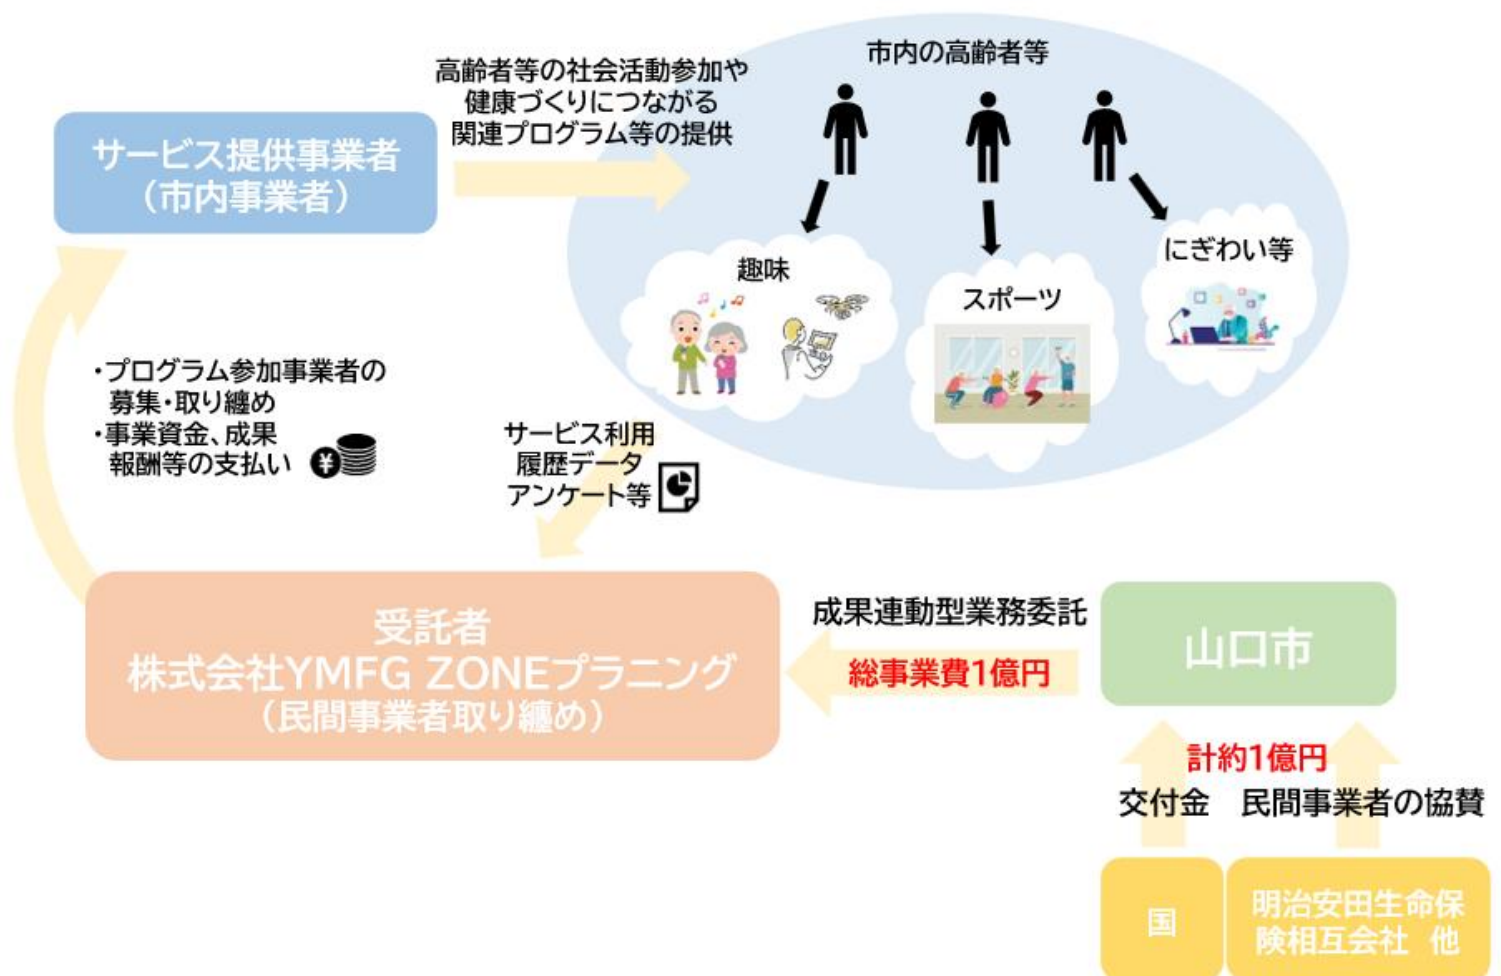 市内の高齢者等
高齢者等の社会活動参加や
健康づくりにつながる
関連プログラム等の提供
サービス提供事業者
（市内事業者）
趣味
スポーツ
にぎわい等
・プログラム参加事業者の
募集・取り纏め
・事業資金、成果
報酬等の支払い
¥
サービス利用
履歴データ
アンケート等
受託者
株式会社YMFG ZONEプラニング
（民間事業者取り纏め）
成果連動型業務委託
総事業費1億円
山口市
計約1億円
交付金
民間事業者の協賛
国
明治安田生命保
険相互会社 他